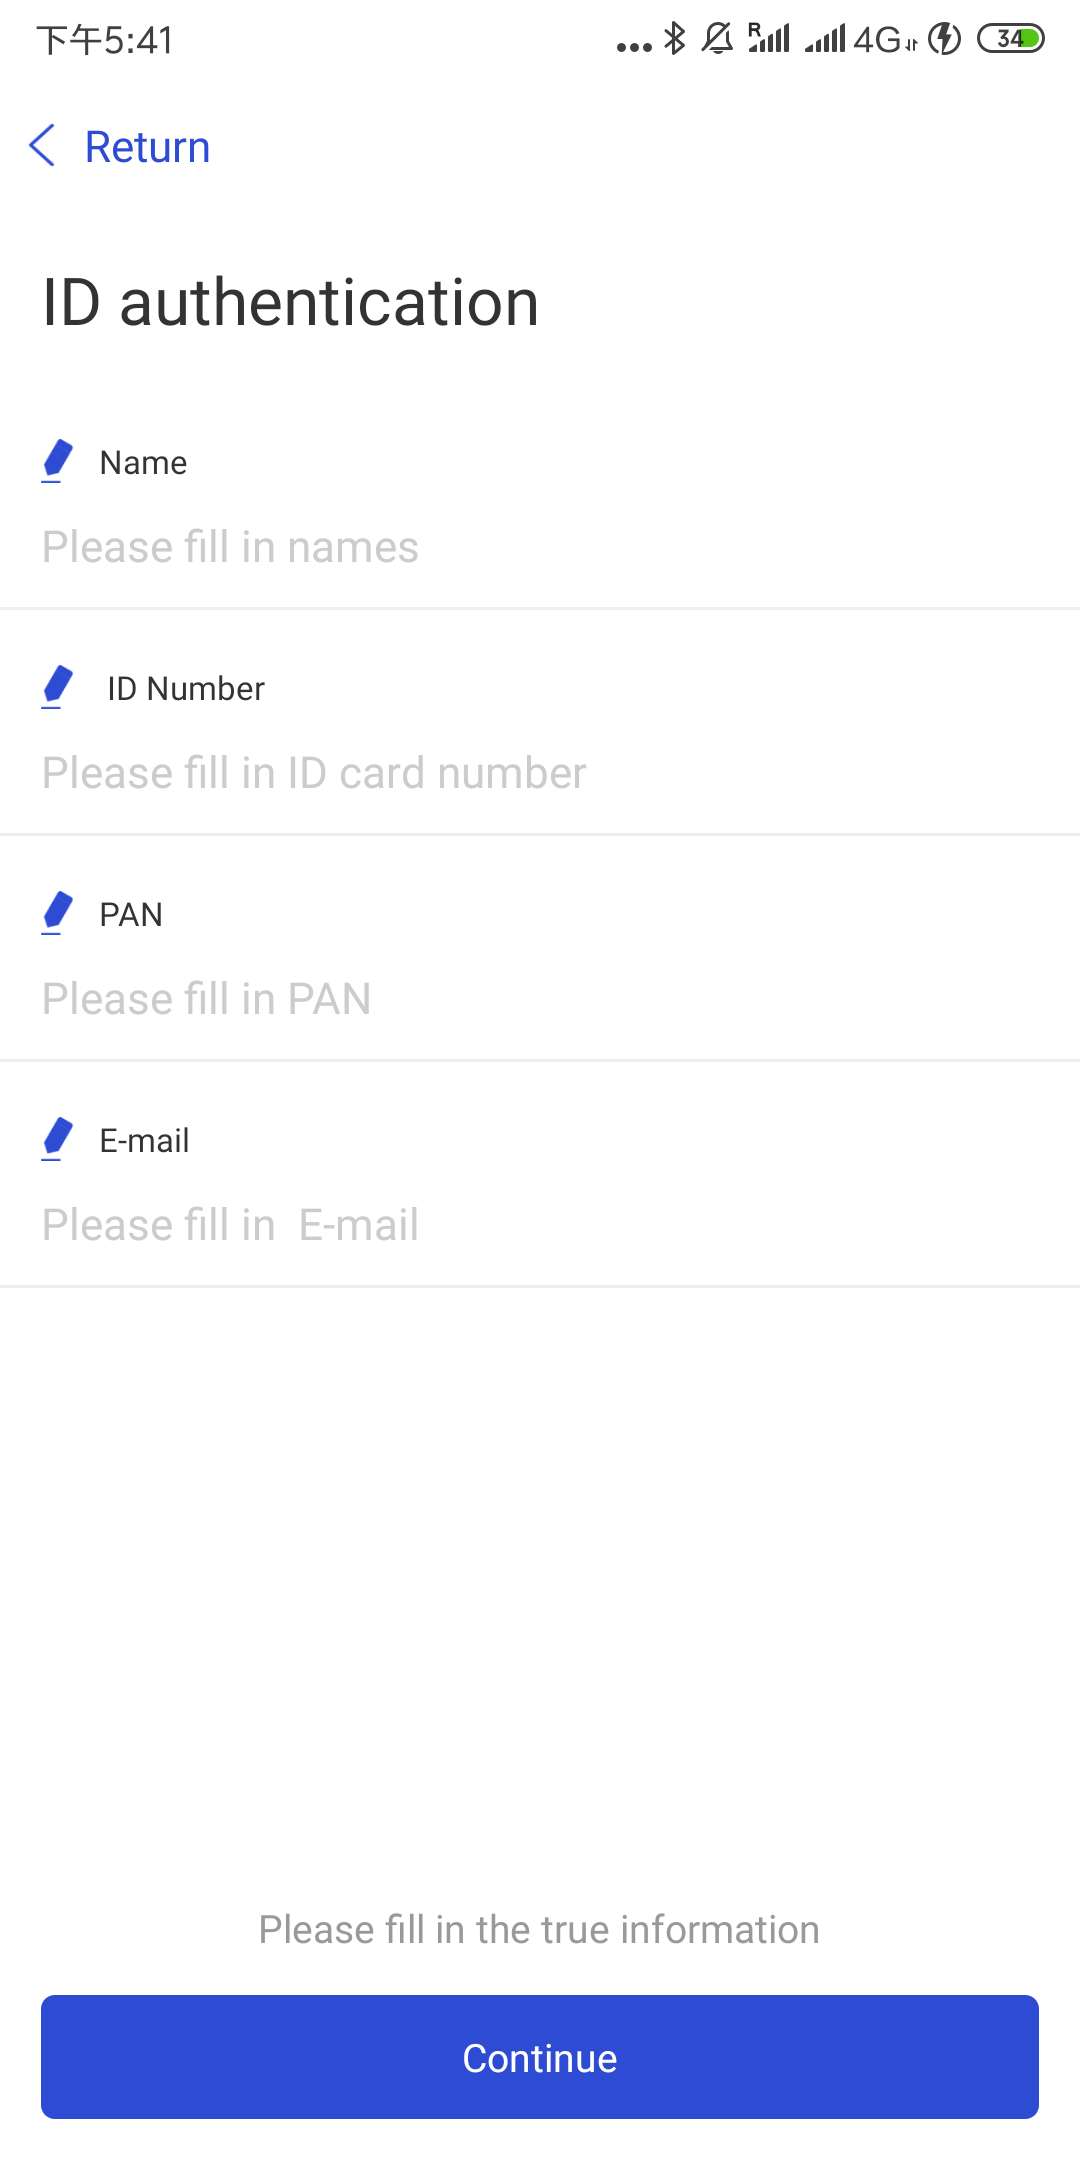 下午5:41 R 4G 34
Return
ID authentication
Name
Please fill in names
ID Number
Please fill in ID card number
PAN
Please fill in PAN
E-mail
Please fill in  E-mail
Please fill in the true information
Continue